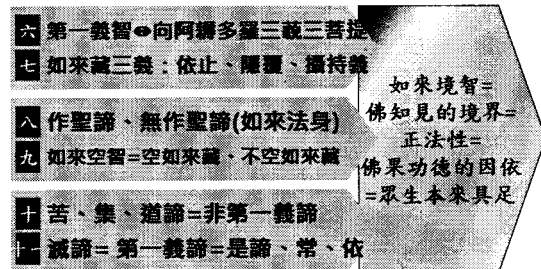 六 第一義智⇔向阿耨多羅三藐三菩提
七 如來藏三義：依止、隱覆、攝持義
八 作聖諦、無作聖諦(如來法身)
九 如來空智=空如來藏、不空如來藏
十 苦、集、道諦=非第一義諦
十一 滅諦= 第一義諦=是諦、常、依
如來境智=
佛知見的境界=
正法性=
佛果功德的因依
=眾生本來具足